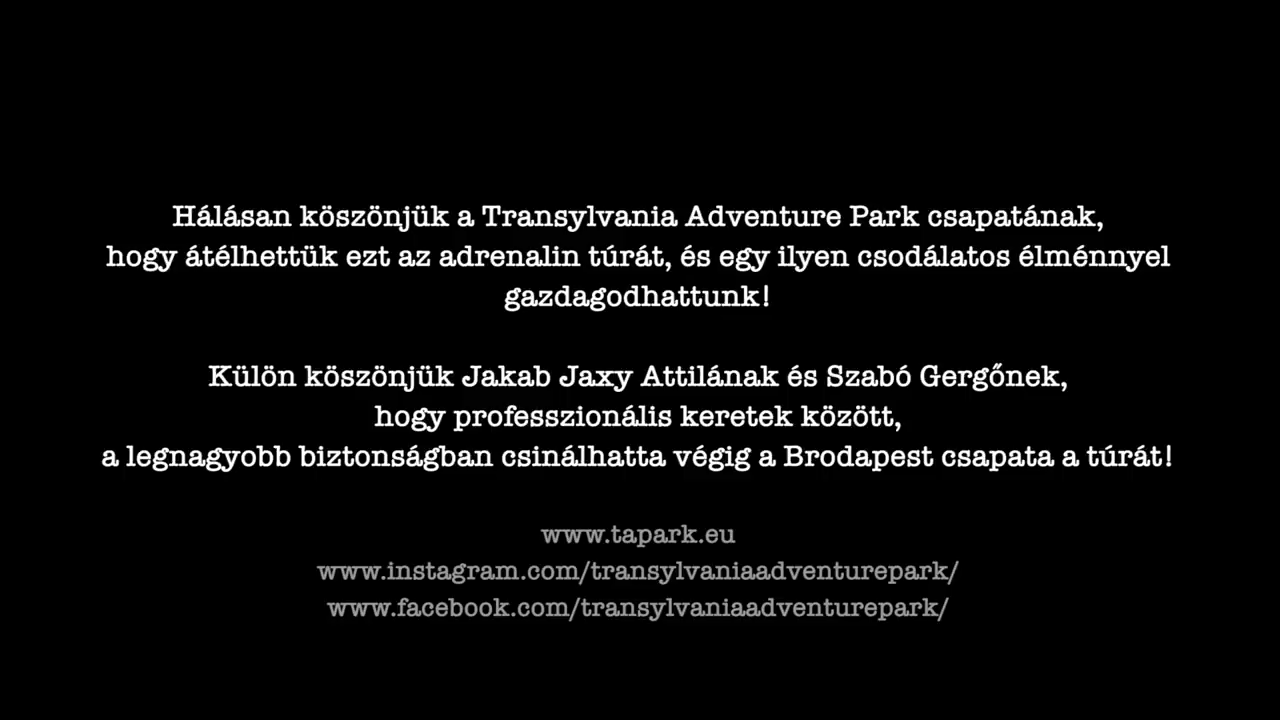 Hálásan köszönjük a Transylvania Adventure Park csapatának,
hogy átélhettük ezt az adrenalin túrát, és egy ilyen csodálatos élménnyel
gazdagodhattunk!
Külön köszönjük Jakab Jaxy Attilának és Szabó Gergőnek,
hogy professzionális keretek között,
a legnagyobb biztonságban csinálhatta végig a Brodapest csapata a túrát!
www.tapark.eu
www.instagram.com/transylvaniaadventurepark/
www.facebook.com/transylvaniaadventurepark/